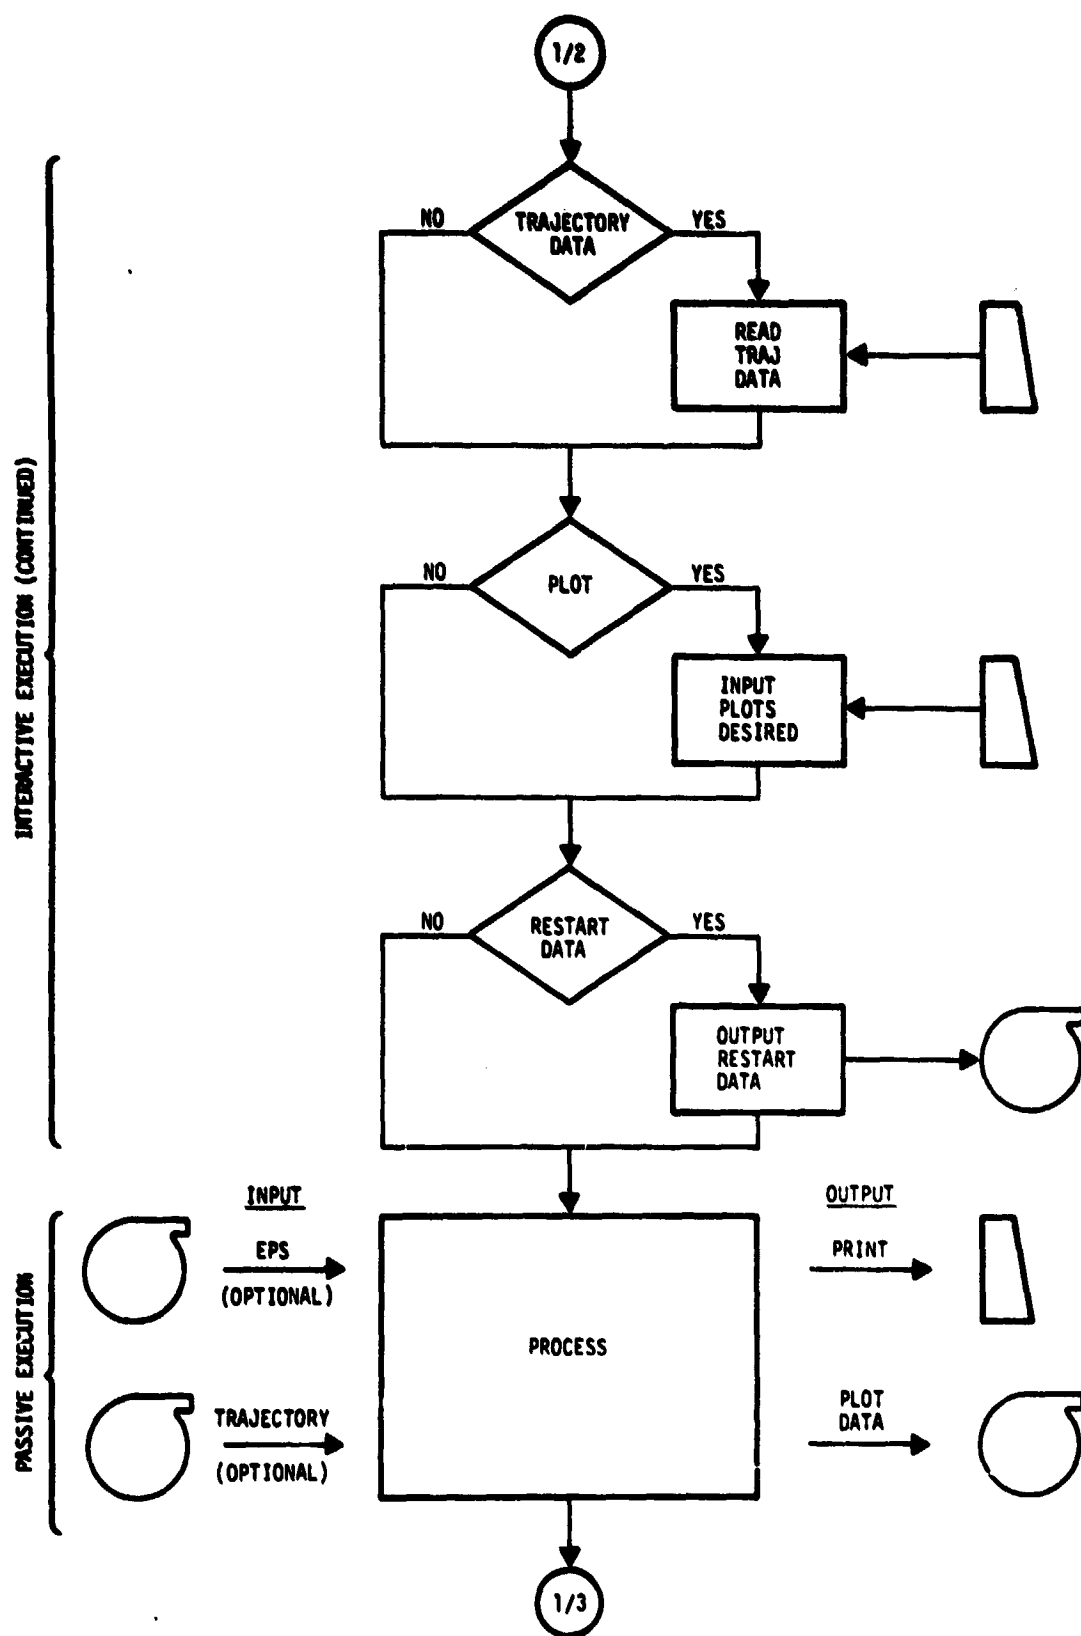 1/2
NO
TRAJECTORY
DATA
YES
READ
TRAJ
DATA
INTERACTIVE EXECUTION (CONTINUED)
NO
PLOT
YES
INPUT
PLOTS
DESIRED
NO
RESTART
DATA
YES
OUTPUT
RESTART
DATA
INPUT
OUTPUT
EPS
(OPTIONAL)
PRINT
PASSIVE EXECUTION
PROCESS
TRAJECTORY
(OPTIONAL)
PLOT
DATA
1/3